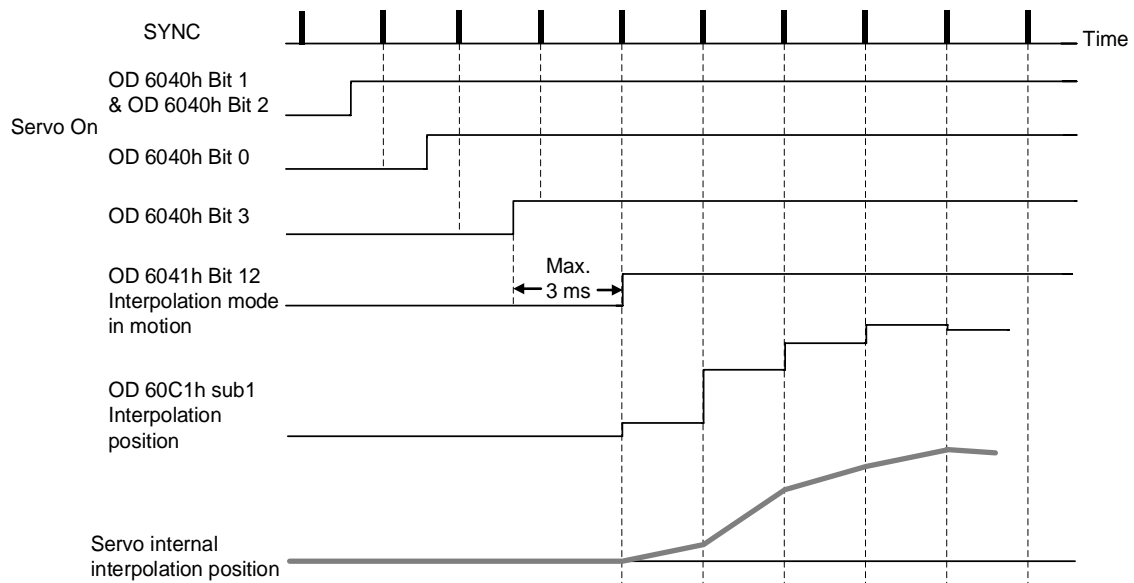 SYNC
Time
OD 6040h Bit 1
& OD 6040h Bit 2
Servo On
OD 6040h Bit 0
OD 6040h Bit 3
OD 6041h Bit 12
Interpolation mode
in motion
Max.
3 ms
OD 60C1h sub1
Interpolation
position
Servo internal
interpolation position